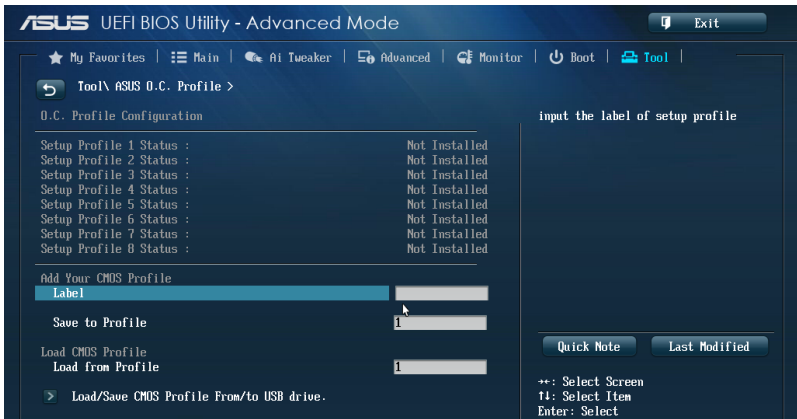 ASUS UEFI BIOS Utility - Advanced Mode
Exit
My Favorites | Main | Ai Tweaker | Advanced | Monitor | Boot | Tool |
Tool\ ASUS O.C. Profile >
O.C. Profile Configuration
input the label of setup profile
Setup Profile 1 Status : Not Installed
Setup Profile 2 Status : Not Installed
Setup Profile 3 Status : Not Installed
Setup Profile 4 Status : Not Installed
Setup Profile 5 Status : Not Installed
Setup Profile 6 Status : Not Installed
Setup Profile 7 Status : Not Installed
Setup Profile 8 Status : Not Installed
Add Your CMOS Profile
Label
Save to Profile 1
Load CMOS Profile
Load from Profile 1
> Load/Save CMOS Profile From/to USB drive.
Quick Note Last Modified
→←: Select Screen
↑↓: Select Item
Enter: Select